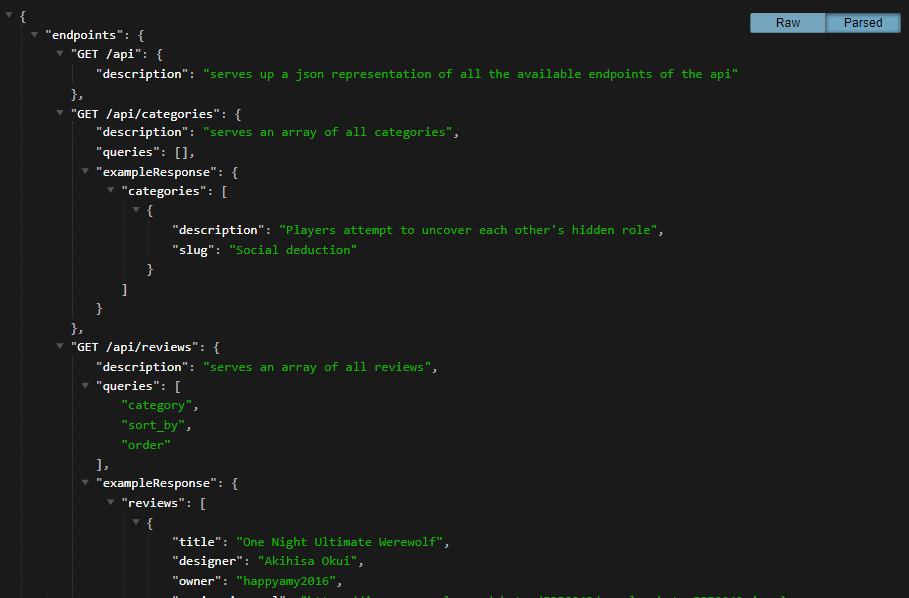 {
Raw Parsed
"endpoints": {
"GET /api": {
"description": "serves up a json representation of all the available endpoints of the api"
},
"GET /api/categories": {
"description": "serves an array of all categories",
"queries": [],
"exampleResponse": {
"categories": [
{
"description": "Players attempt to uncover each other's hidden role",
"slug": "Social deduction"
}
]
}
},
"GET /api/reviews": {
"description": "serves an array of all reviews",
"queries": [
"category",
"sort_by",
"order"
],
"exampleResponse": {
"reviews": [
{
"title": "One Night Ultimate Werewolf",
"designer": "Akihisa Okui",
"owner": "happyamy2016",